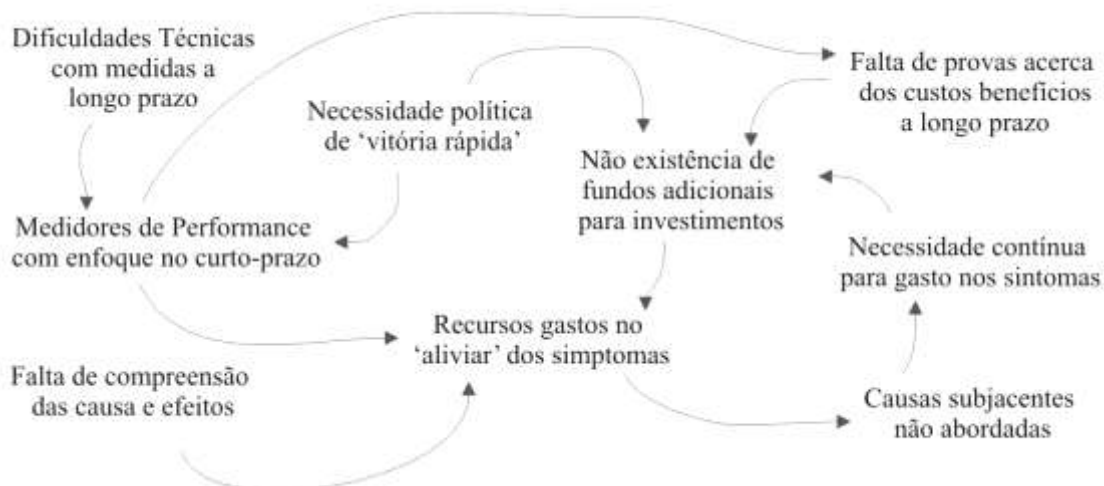 Dificuldades Técnicas
com medidas a
longo prazo
Necessidade política
de ‘vitória rápida’
Falta de provas acerca
dos custos beneficios
a longo prazo
Não existência de
fundos adicionais
para investimentos
Medidores de Performance
com enfoque no curto-prazo
Necessidade contínua
para gasto nos sintomas
Recursos gastos no
‘aliviar’ dos simptomas
Falta de compreensão
das causa e efeitos
Causas subjacentes
não abordadas